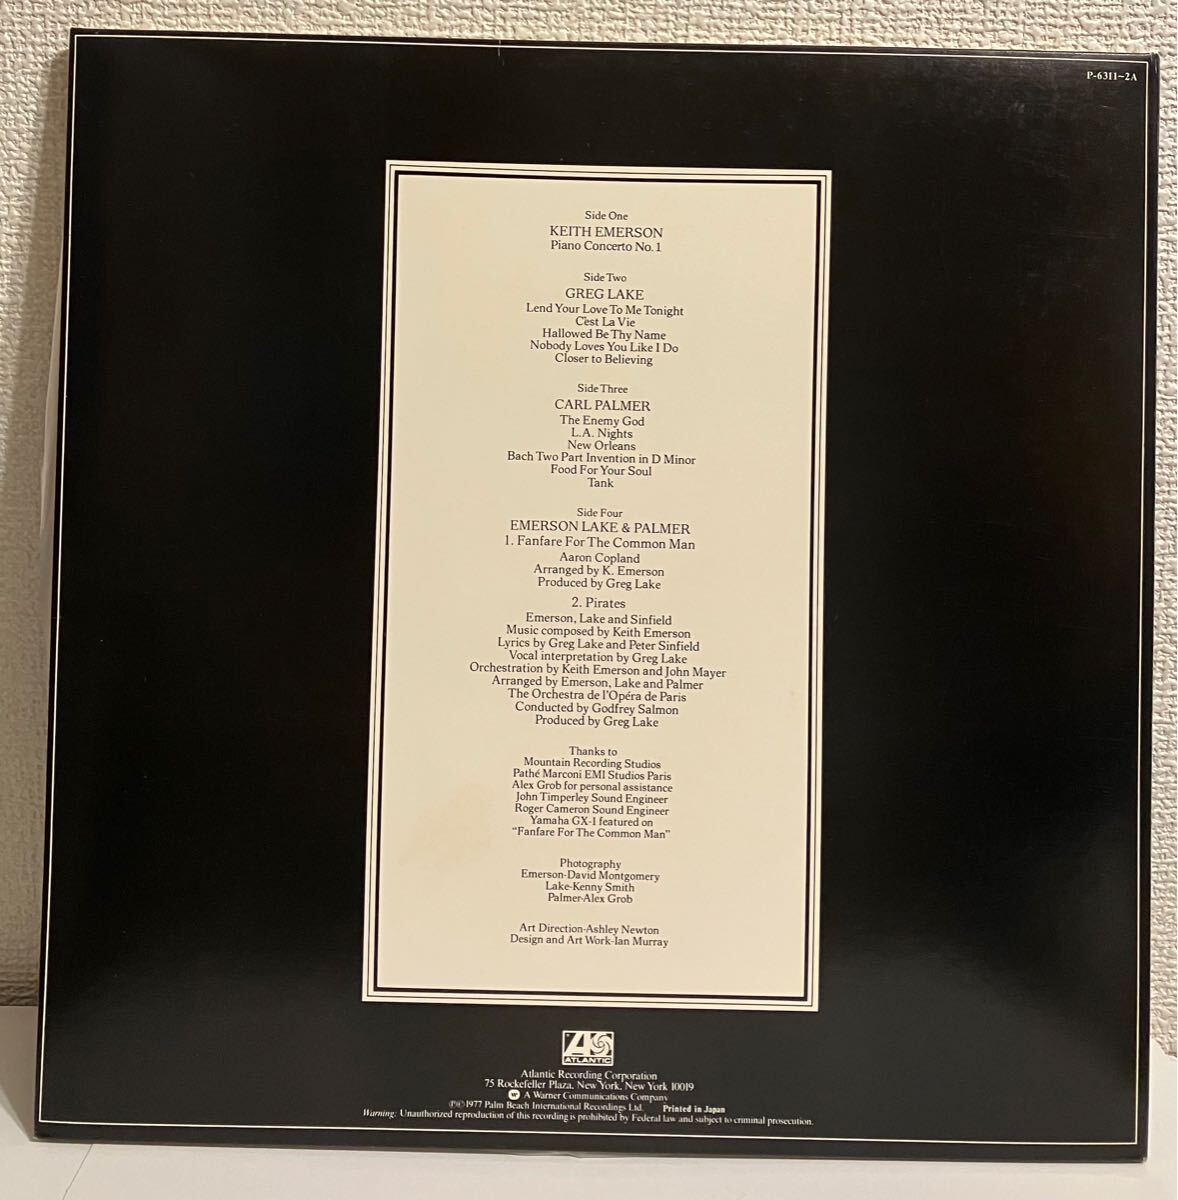 P-6311~2A
Side One
KEITH EMERSON
Piano Concerto No. 1
Side Two
GREG LAKE
Lend Your Love To Me Tonight
C'est La Vie
Hallowed Be Thy Name
Nobody Loves You Like I Do
Closer to Believing
Side Three
CARL PALMER
The Enemy God
L.A. Nights
New Orleans
Bach Two Part Invention in D Minor
Food For Your Soul
Tank
Side Four
EMERSON LAKE & PALMER
1. Fanfare For The Common Man
Aaron Copland
Arranged by K. Emerson
Produced by Greg Lake
2. Pirates
Emerson, Lake and Sinfield
Music composed by Keith Emerson
Lyrics by Greg Lake and Peter Sinfield
Vocal interpretation by Greg Lake
Orchestration by Keith Emerson and John Mayer
Arranged by Emerson, Lake and Palmer
The Orchestra de l'Opéra de Paris
Conducted by Godfrey Salmon
Produced by Greg Lake
Thanks to
Mountain Recording Studios
Pathé Marconi EMI Studios Paris
Alex Grob for personal assistance
John Timperley Sound Engineer
Roger Cameron Sound Engineer
Yamaha GX-1 featured on
"Fanfare For The Common Man"
Photography
Emerson-David Montgomery
Lake-Kenny Smith
Palmer-Alex Grob
Art Direction-Ashley Newton
Design and Art Work-Ian Murray
ATLANTIC
Atlantic Recording Corporation
75 Rockefeller Plaza, New York, New York 10019
A Warner Communications Company
℗©1977 Palm Beach International Recordings Ltd. Printed in Japan
Warning: Unauthorized reproduction of this recording is prohibited by Federal law and subject to criminal prosecution.